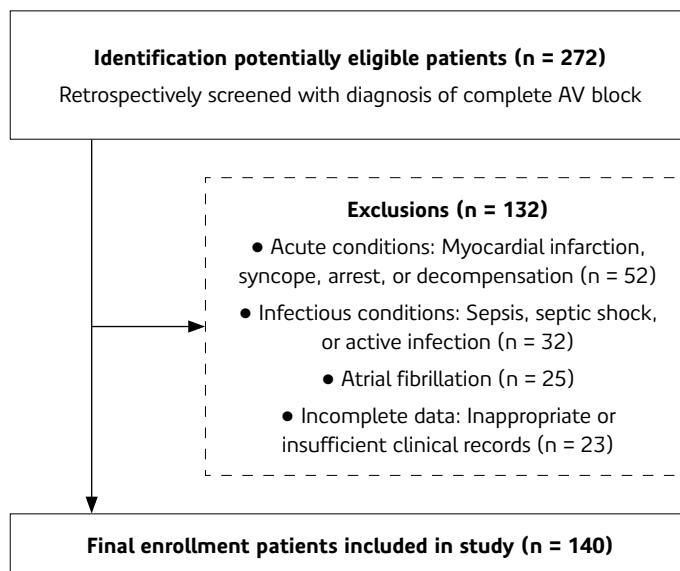 Identification potentially eligible patients (n = 272)
Retrospectively screened with diagnosis of complete AV block
Exclusions (n = 132)
● Acute conditions: Myocardial infarction,
syncope, arrest, or decompensation (n = 52)
● Infectious conditions: Sepsis, septic shock,
or active infection (n = 32)
● Atrial fibrillation (n = 25)
● Incomplete data: Inappropriate or
insufficient clinical records (n = 23)
Final enrollment patients included in study (n = 140)